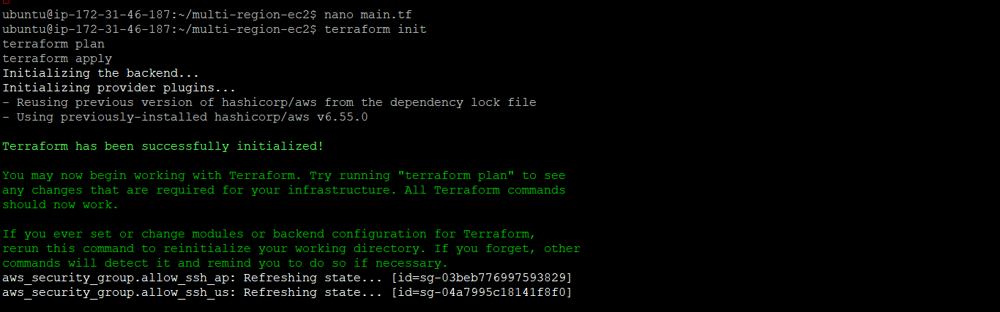 ubuntu@ip-172-31-46-187:~/multi-region-ec2$ nano main.tf
ubuntu@ip-172-31-46-187:~/multi-region-ec2$ terraform init
terraform plan
terraform apply
Initializing the backend...
Initializing provider plugins...
- Reusing previous version of hashicorp/aws from the dependency lock file
- Using previously-installed hashicorp/aws v6.55.0
Terraform has been successfully initialized!
You may now begin working with Terraform. Try running "terraform plan" to see
any changes that are required for your infrastructure. All Terraform commands
should now work.
If you ever set or change modules or backend configuration for Terraform,
rerun this command to reinitialize your working directory. If you forget, other
commands will detect it and remind you to do so if necessary.
aws_security_group.allow_ssh_ap: Refreshing state... [id=sg-03beb776997593829]
aws_security_group.allow_ssh_us: Refreshing state... [id=sg-04a7995c18141f8f0]